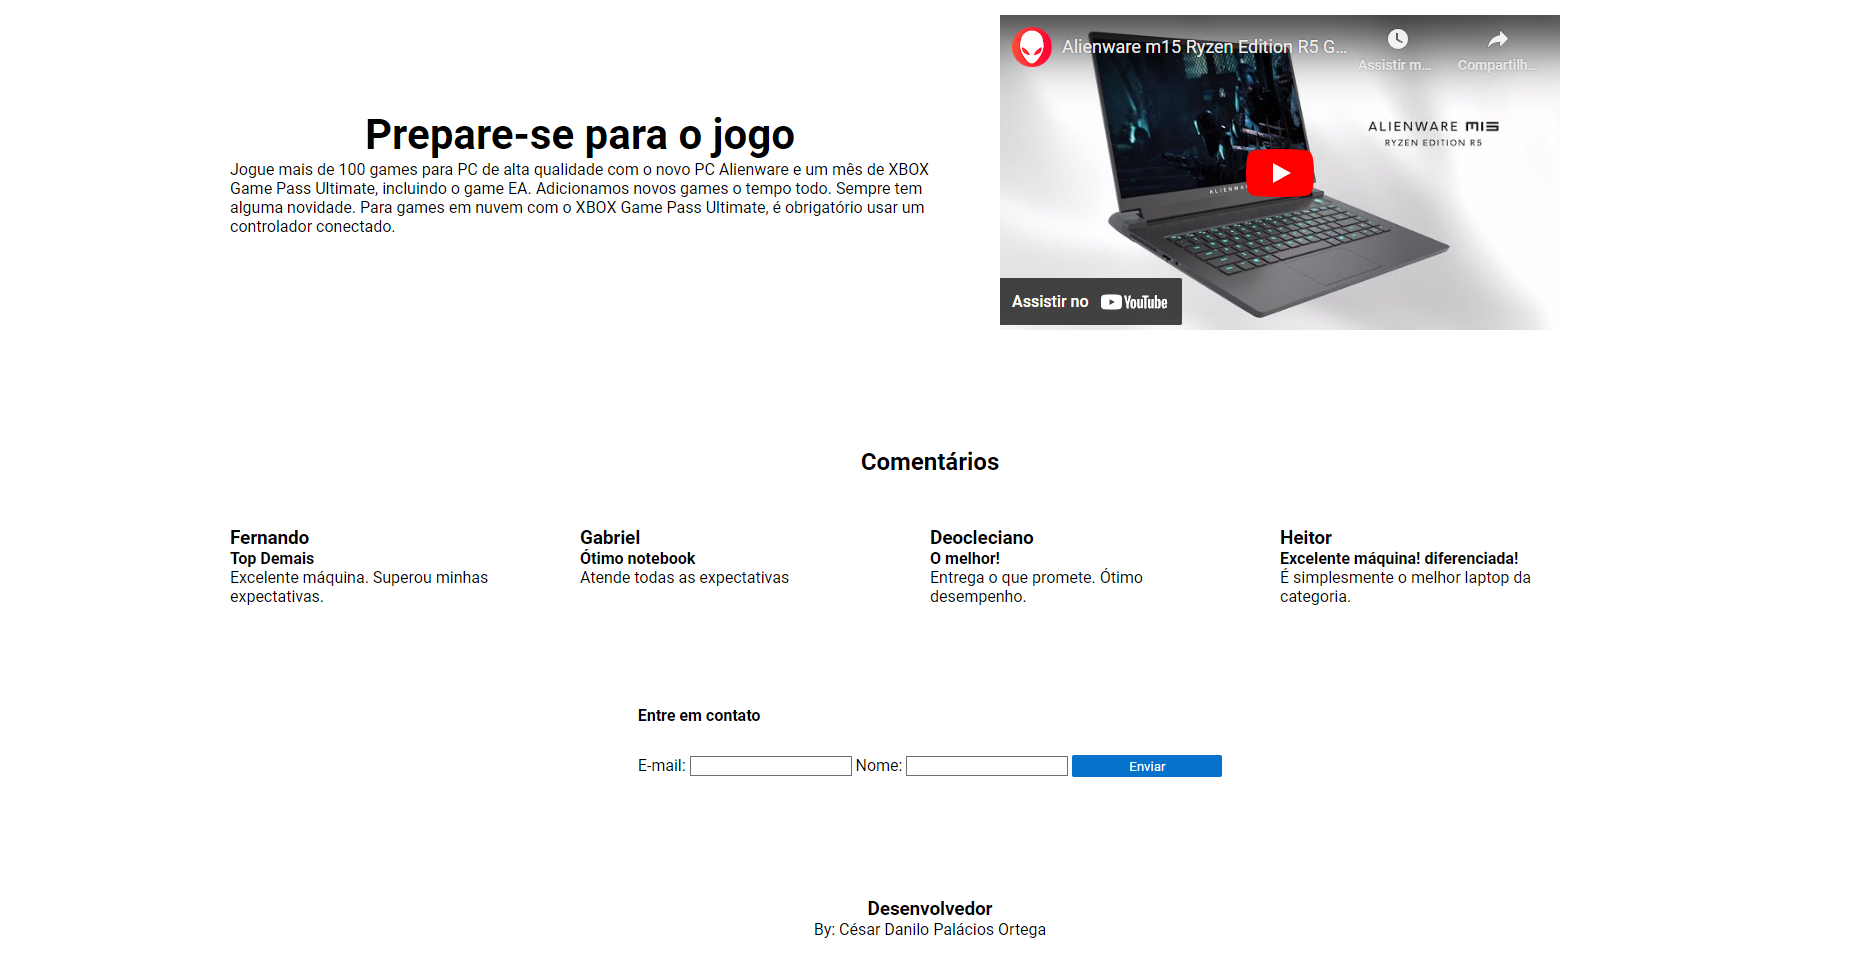 Prepare-se para o jogo
Jogue mais de 100 games para PC de alta qualidade com o novo PC Alienware e um mês de XBOX
Game Pass Ultimate, incluindo o game EA. Adicionamos novos games o tempo todo. Sempre tem
alguma novidade. Para games em nuvem com o XBOX Game Pass Ultimate, é obrigatório usar um
controlador conectado.
Alienware m15 Ryzen Edition R5 G...
Assistir m...
Compartilh...
ALIENWARE m15
RYZEN EDITION R5
Assistir no YouTube
Comentários
Fernando
Top Demais
Excelente máquina. Superou minhas
expectativas.
Gabriel
Ótimo notebook
Atende todas as expectativas
Deocleciano
O melhor!
Entrega o que promete. Ótimo
desempenho.
Heitor
Excelente máquina! diferenciada!
É simplesmente o melhor laptop da
categoria.
Entre em contato
E-mail: Nome: Enviar
Desenvolvedor
By: César Danilo Palácios Ortega